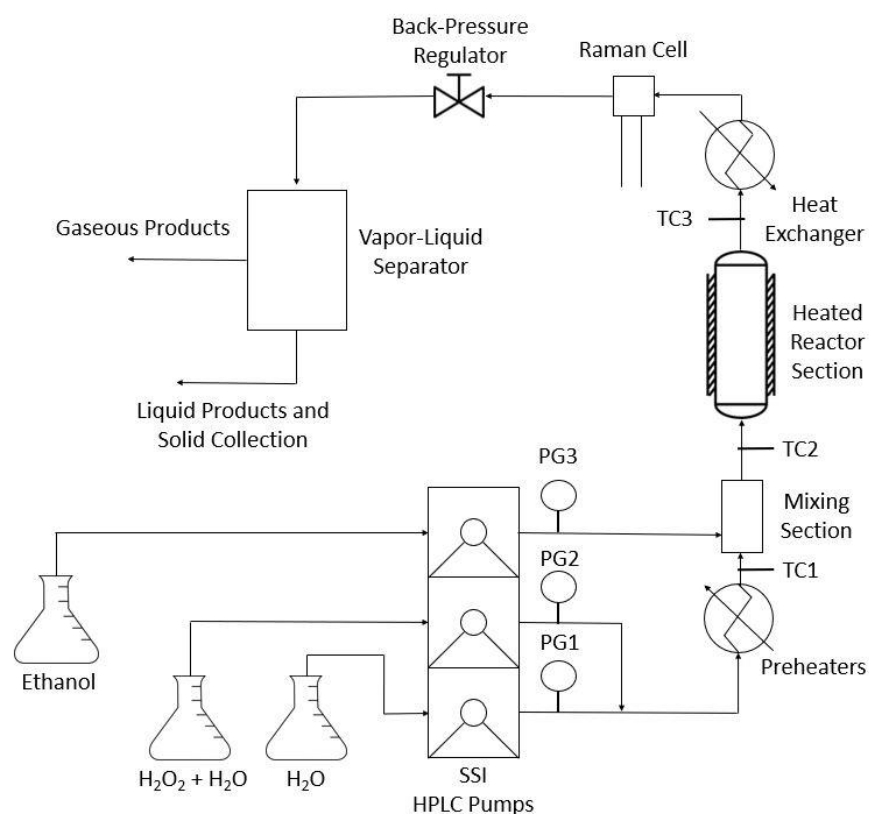 Back-Pressure
Regulator
Raman Cell
Gaseous Products
Vapor-Liquid
Separator
TC3
Heat
Exchanger
Heated
Reactor
Section
Liquid Products and
Solid Collection
TC2
PG3
Mixing
Section
PG2
TC1
PG1
Ethanol
Preheaters
H₂O₂ + H₂O
H₂O
SSI
HPLC Pumps